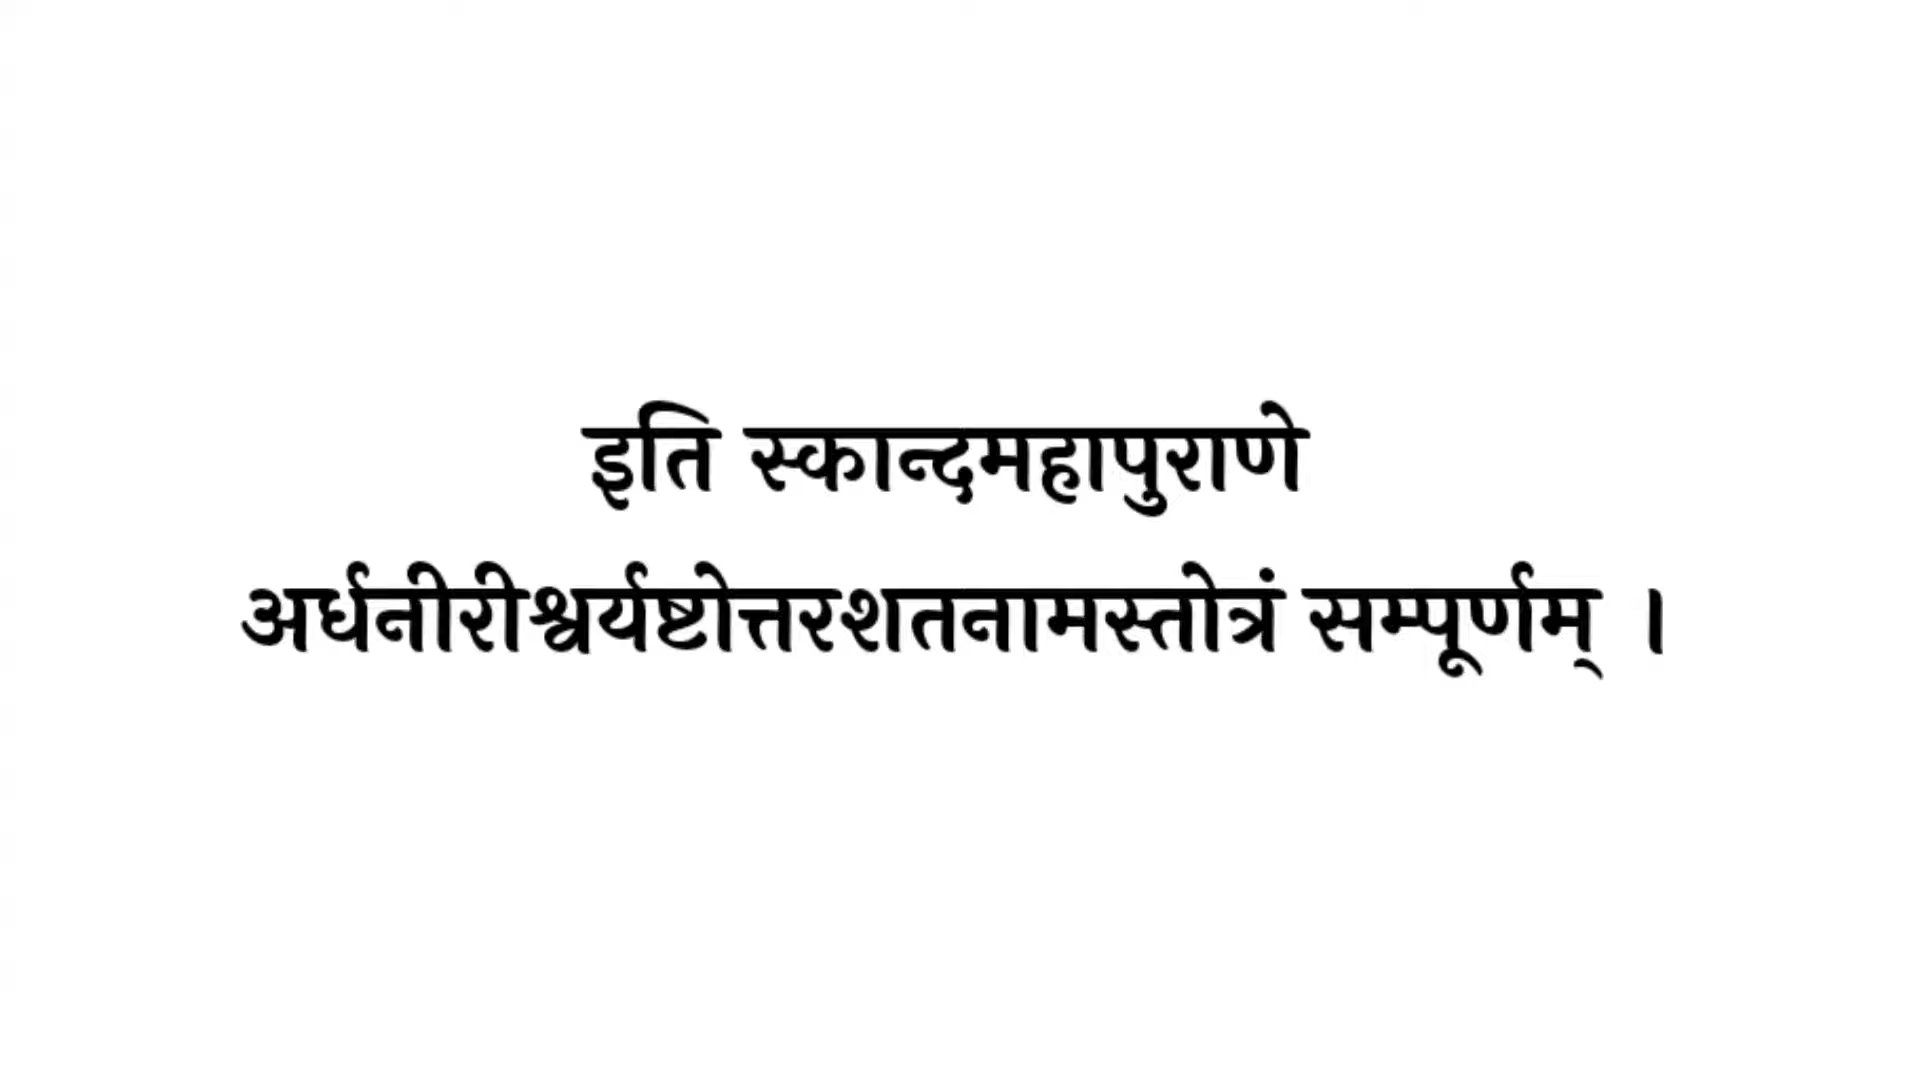 इति स्कान्दमहापुराणे
अर्धनीरीश्वर्यष्टोत्तरशतनामस्तोत्रं सम्पूर्णम् ।